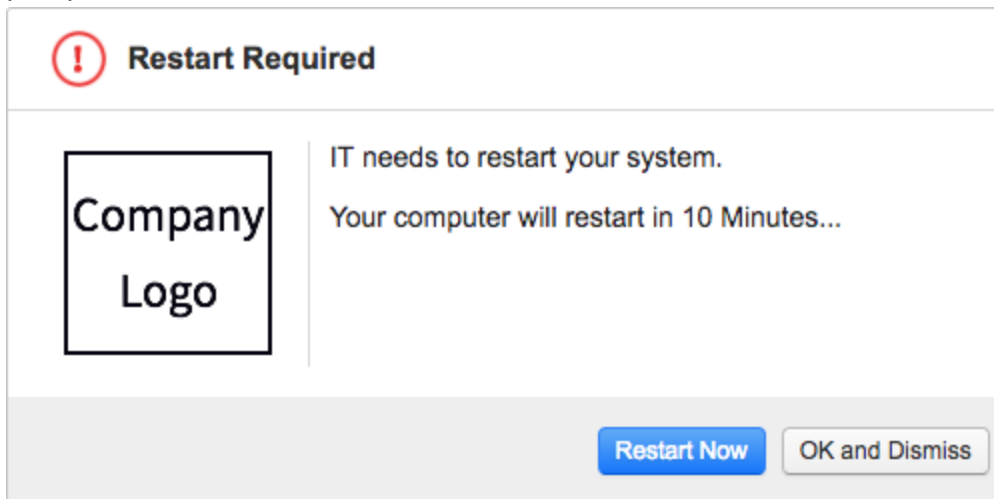 Restart Required
Company
Logo
IT needs to restart your system.
Your computer will restart in 10 Minutes...
Restart Now
OK and Dismiss